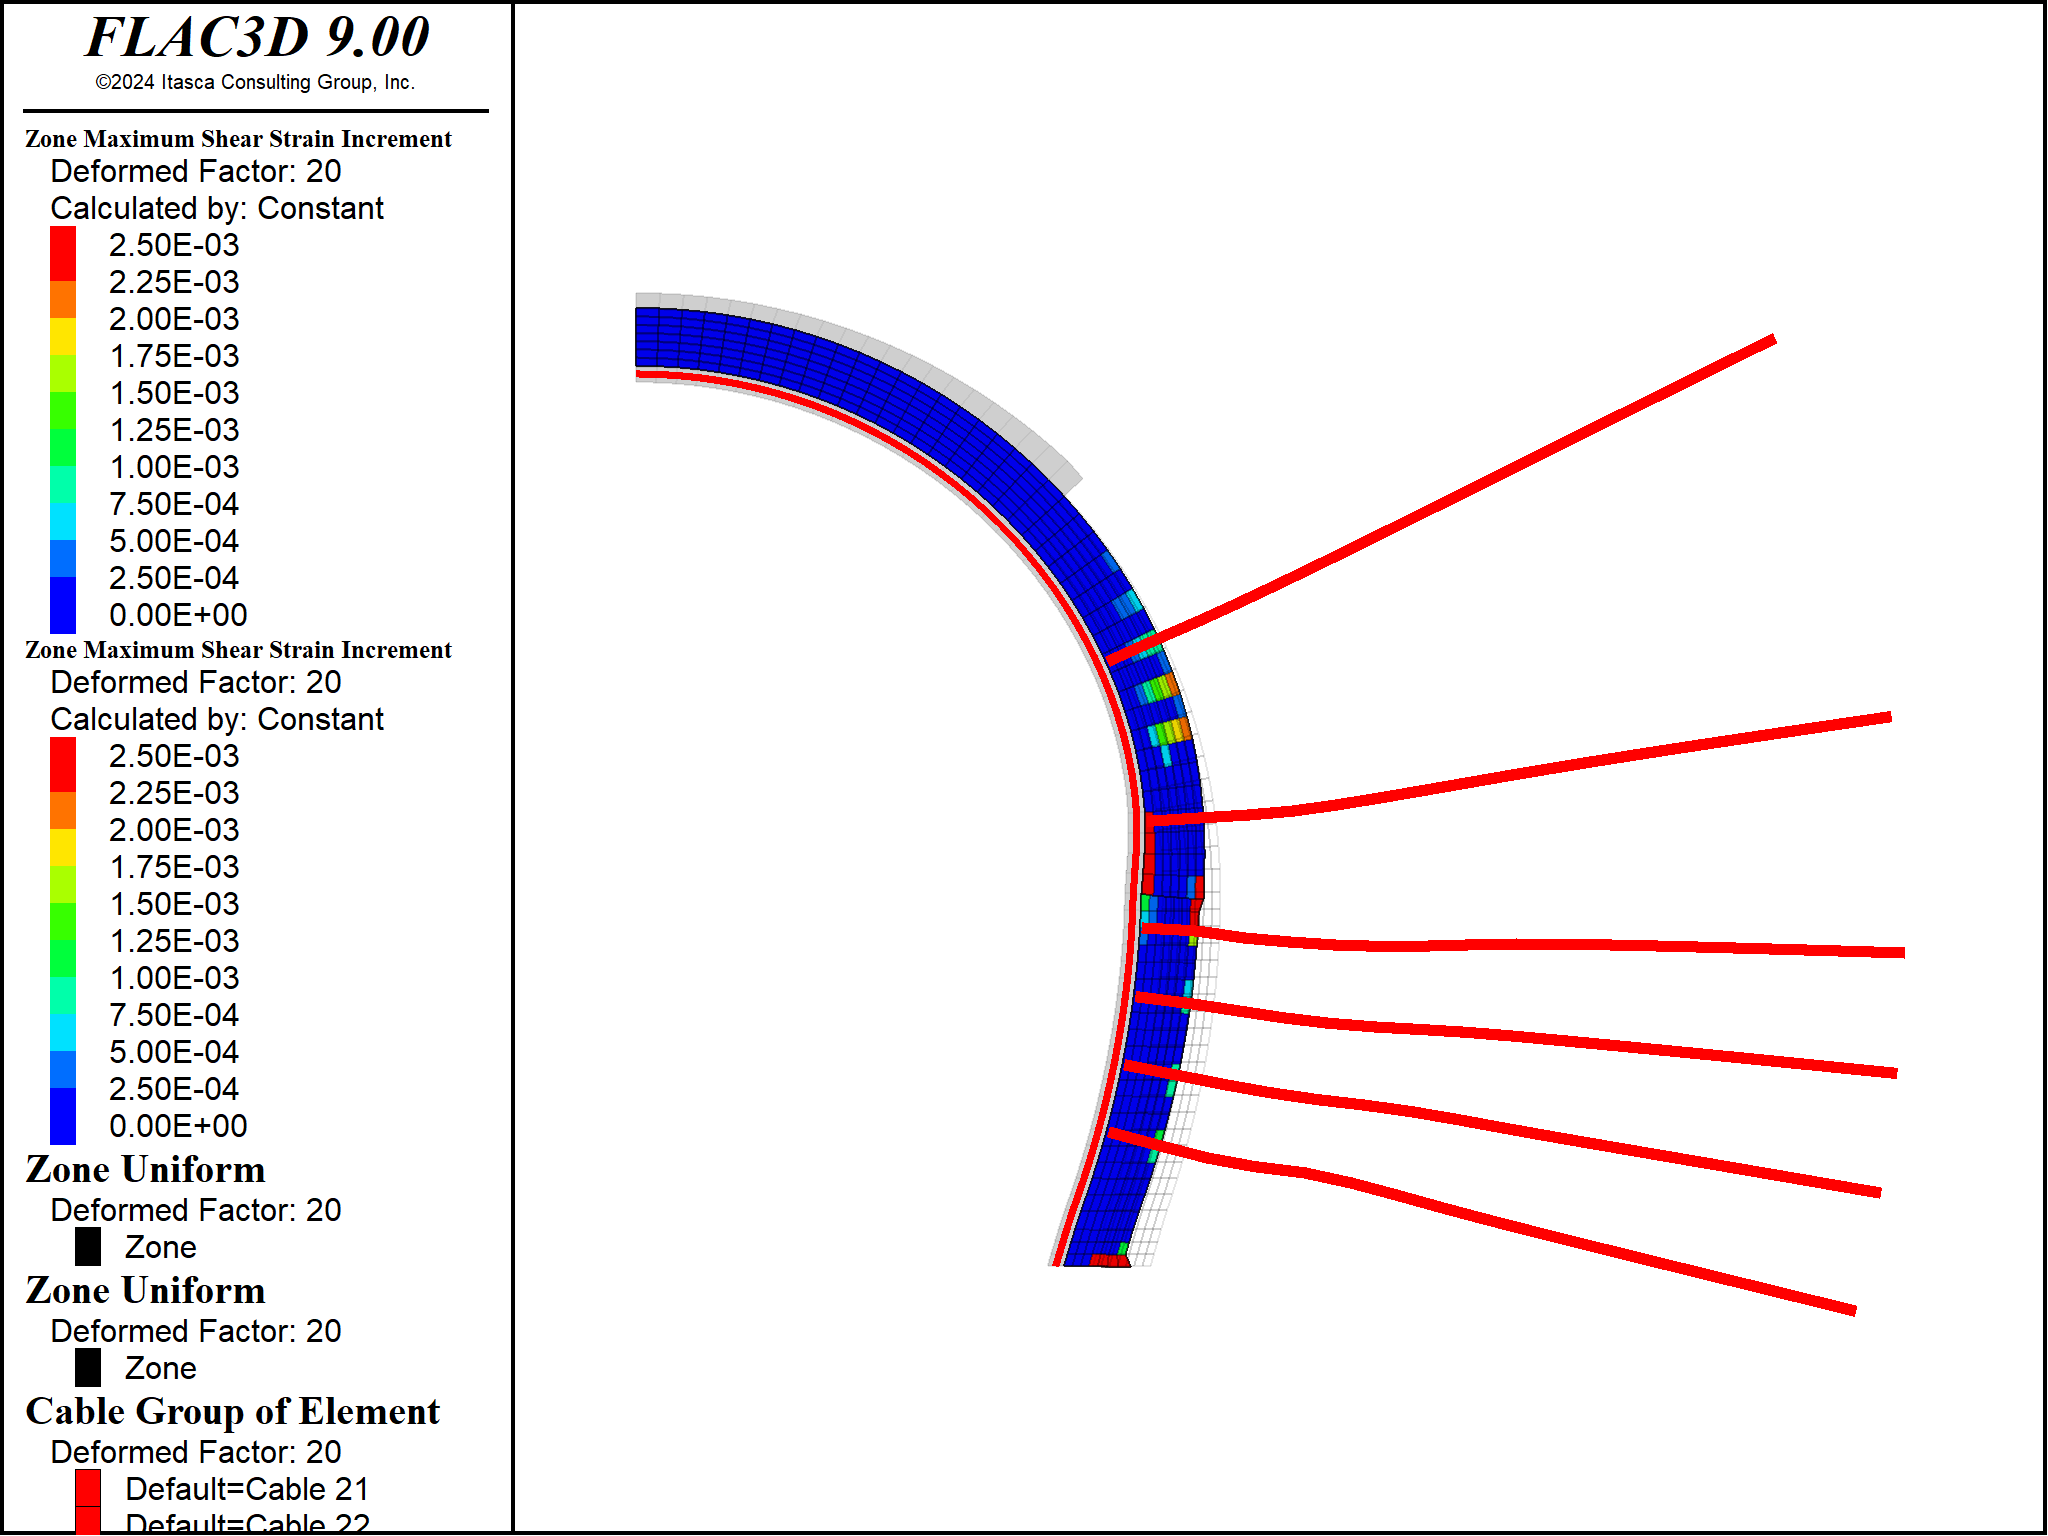 FLAC3D 9.00
©2024 Itasca Consulting Group, Inc.
Zone Maximum Shear Strain Increment
Deformed Factor: 20
Calculated by: Constant
2.50E-03
2.25E-03
2.00E-03
1.75E-03
1.50E-03
1.25E-03
1.00E-03
7.50E-04
5.00E-04
2.50E-04
0.00E+00
Zone Maximum Shear Strain Increment
Deformed Factor: 20
Calculated by: Constant
2.50E-03
2.25E-03
2.00E-03
1.75E-03
1.50E-03
1.25E-03
1.00E-03
7.50E-04
5.00E-04
2.50E-04
0.00E+00
Zone Uniform
Deformed Factor: 20
Zone
Zone Uniform
Deformed Factor: 20
Zone
Cable Group of Element
Deformed Factor: 20
Default=Cable 21
Default=Cable 22